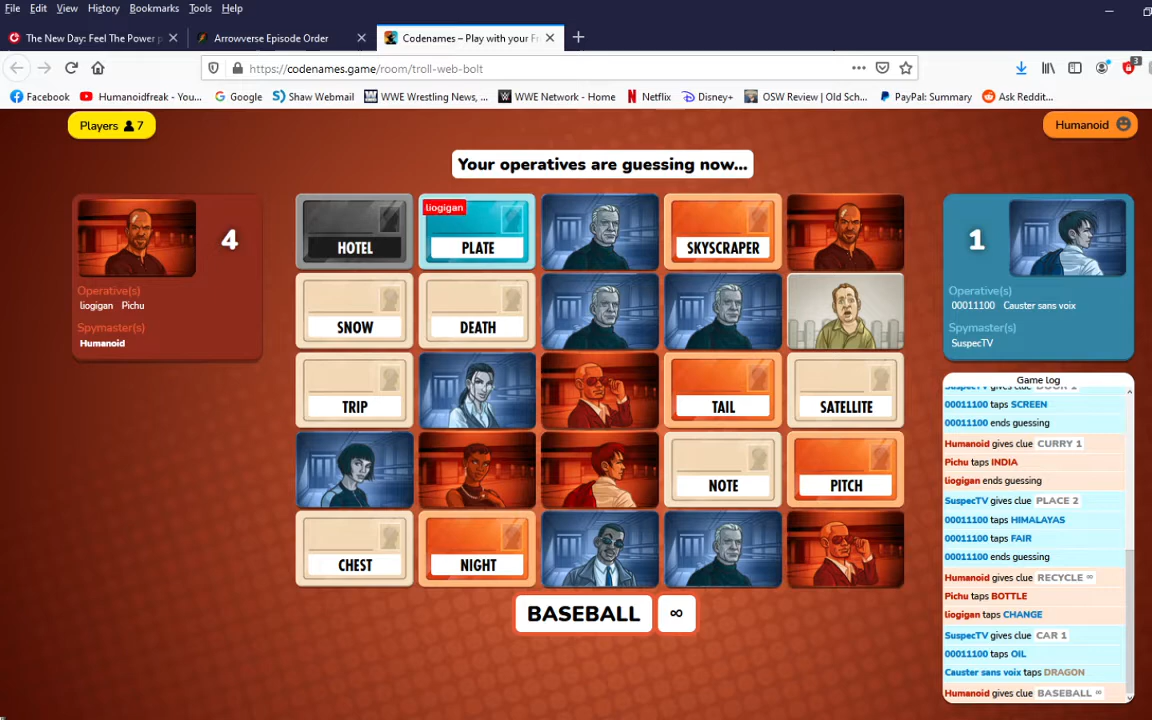 File Edit View History Bookmarks Tools Help
The New Day: Feel The Power p
Arrowverse Episode Order
Codenames – Play with your Fr
https://codenames.game/room/troll-web-bolt
Facebook
Humanoidfreak - You...
Google
Shaw Webmail
WWE Wrestling News, ...
WWE Network - Home
Netflix
Disney+
OSW Review | Old Sch...
PayPal: Summary
Ask Reddit...
3
Players 7
Humanoid
Your operatives are guessing now...
4
Operative(s)
liogigan Pichu
Spymaster(s)
Humanoid
HOTEL
liogigan
PLATE
SKYSCRAPER
SNOW
DEATH
TRIP
TAIL
SATELLITE
NOTE
PITCH
CHEST
NIGHT
BASEBALL ∞
1
Operative(s)
00011100 Causter sans voix
Spymaster(s)
SuspecTV
Game log
SuspecTV gives clue DOOR 1
00011100 taps SCREEN
00011100 ends guessing
Humanoid gives clue CURRY 1
Pichu taps INDIA
liogigan ends guessing
SuspecTV gives clue PLACE 2
00011100 taps HIMALAYAS
00011100 taps FAIR
00011100 ends guessing
Humanoid gives clue RECYCLE ∞
Pichu taps BOTTLE
liogigan taps CHANGE
SuspecTV gives clue CAR 1
00011100 taps OIL
Causter sans voix taps DRAGON
Humanoid gives clue BASEBALL ∞